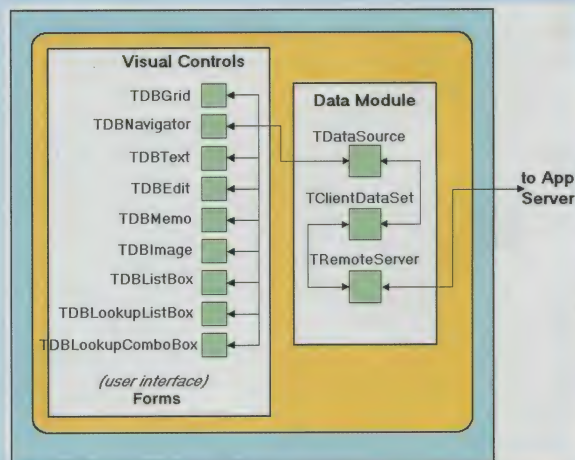 Visual Controls
TDBGrid
TDBNavigator
TDBText
TDBEdit
TDBMemo
TDBImage
TDBListBox
TDBLookupListBox
TDBLookupComboBox
(user interface)
Forms
Data Module
TDataSource
TClientDataSet
TRemoteServer
to App
Server